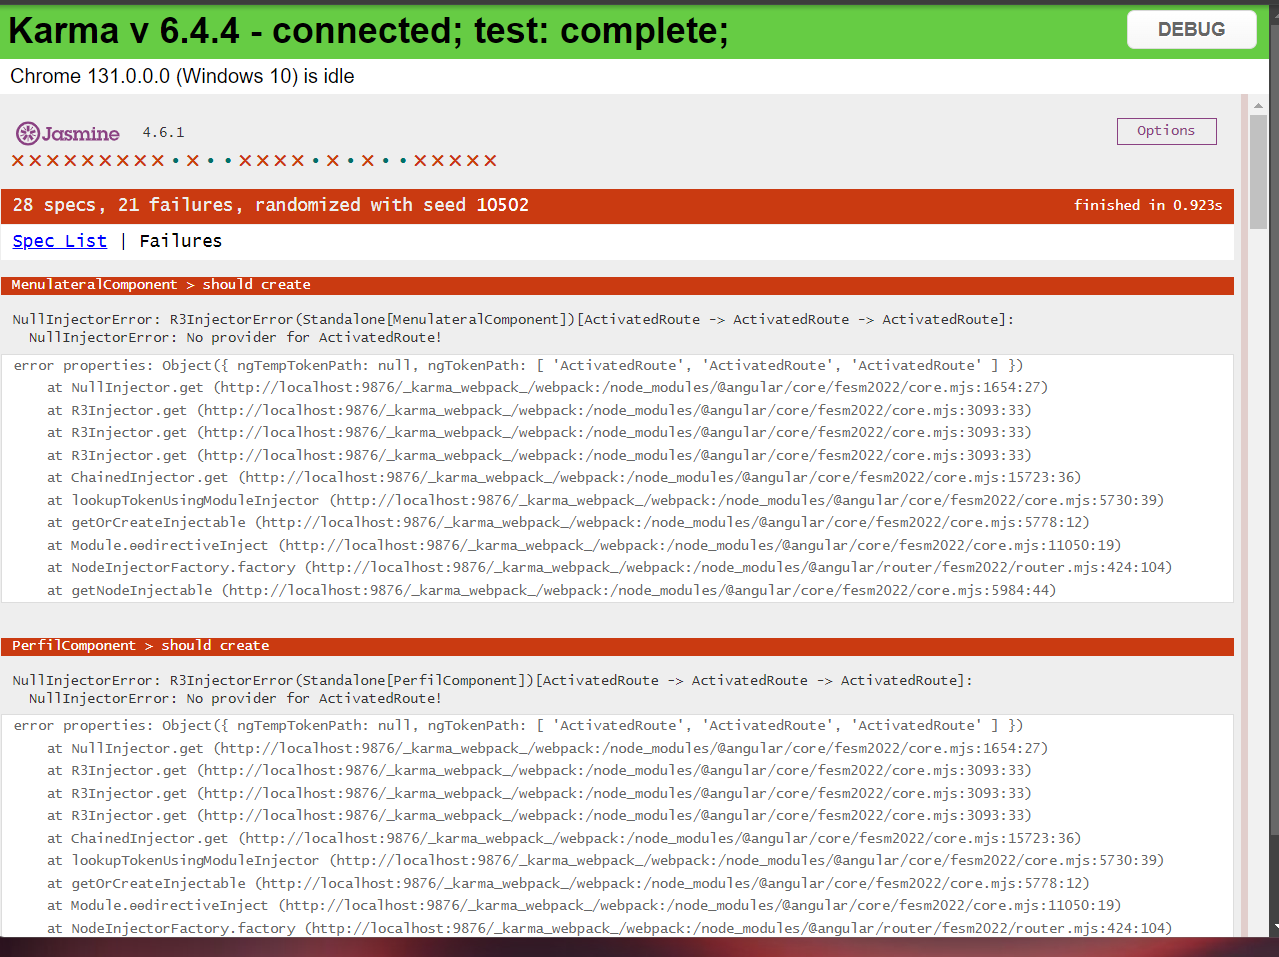 Karma v 6.4.4 - connected; test: complete;
DEBUG
Chrome 131.0.0.0 (Windows 10) is idle
Jasmine 4.6.1
Options
28 specs, 21 failures, randomized with seed 10502
finished in 0.923s
Spec List | Failures
MenulateralComponent > should create
NullInjectorError: R3InjectorError(Standalone[MenulateralComponent])[ActivatedRoute -> ActivatedRoute -> ActivatedRoute]:
NullInjectorError: No provider for ActivatedRoute!
error properties: Object({ ngTempTokenPath: null, ngTokenPath: [ 'ActivatedRoute', 'ActivatedRoute', 'ActivatedRoute' ] })
at NullInjector.get (http://localhost:9876/_karma_webpack_/webpack:/node_modules/@angular/core/fesm2022/core.mjs:1654:27)
at R3Injector.get (http://localhost:9876/_karma_webpack_/webpack:/node_modules/@angular/core/fesm2022/core.mjs:3093:33)
at R3Injector.get (http://localhost:9876/_karma_webpack_/webpack:/node_modules/@angular/core/fesm2022/core.mjs:3093:33)
at R3Injector.get (http://localhost:9876/_karma_webpack_/webpack:/node_modules/@angular/core/fesm2022/core.mjs:3093:33)
at ChainedInjector.get (http://localhost:9876/_karma_webpack_/webpack:/node_modules/@angular/core/fesm2022/core.mjs:15723:36)
at lookupTokenUsingModuleInjector (http://localhost:9876/_karma_webpack_/webpack:/node_modules/@angular/core/fesm2022/core.mjs:5730:39)
at getOrCreateInjectable (http://localhost:9876/_karma_webpack_/webpack:/node_modules/@angular/core/fesm2022/core.mjs:5778:12)
at Module.ɵɵdirectiveInject (http://localhost:9876/_karma_webpack_/webpack:/node_modules/@angular/core/fesm2022/core.mjs:11050:19)
at NodeInjectorFactory.factory (http://localhost:9876/_karma_webpack_/webpack:/node_modules/@angular/router/fesm2022/router.mjs:424:104)
at getNodeInjectable (http://localhost:9876/_karma_webpack_/webpack:/node_modules/@angular/core/fesm2022/core.mjs:5984:44)
PerfilComponent > should create
NullInjectorError: R3InjectorError(Standalone[PerfilComponent])[ActivatedRoute -> ActivatedRoute -> ActivatedRoute]:
NullInjectorError: No provider for ActivatedRoute!
error properties: Object({ ngTempTokenPath: null, ngTokenPath: [ 'ActivatedRoute', 'ActivatedRoute', 'ActivatedRoute' ] })
at NullInjector.get (http://localhost:9876/_karma_webpack_/webpack:/node_modules/@angular/core/fesm2022/core.mjs:1654:27)
at R3Injector.get (http://localhost:9876/_karma_webpack_/webpack:/node_modules/@angular/core/fesm2022/core.mjs:3093:33)
at R3Injector.get (http://localhost:9876/_karma_webpack_/webpack:/node_modules/@angular/core/fesm2022/core.mjs:3093:33)
at R3Injector.get (http://localhost:9876/_karma_webpack_/webpack:/node_modules/@angular/core/fesm2022/core.mjs:3093:33)
at ChainedInjector.get (http://localhost:9876/_karma_webpack_/webpack:/node_modules/@angular/core/fesm2022/core.mjs:15723:36)
at lookupTokenUsingModuleInjector (http://localhost:9876/_karma_webpack_/webpack:/node_modules/@angular/core/fesm2022/core.mjs:5730:39)
at getOrCreateInjectable (http://localhost:9876/_karma_webpack_/webpack:/node_modules/@angular/core/fesm2022/core.mjs:5778:12)
at Module.ɵɵdirectiveInject (http://localhost:9876/_karma_webpack_/webpack:/node_modules/@angular/core/fesm2022/core.mjs:11050:19)
at NodeInjectorFactory.factory (http://localhost:9876/_karma_webpack_/webpack:/node_modules/@angular/router/fesm2022/router.mjs:424:104)